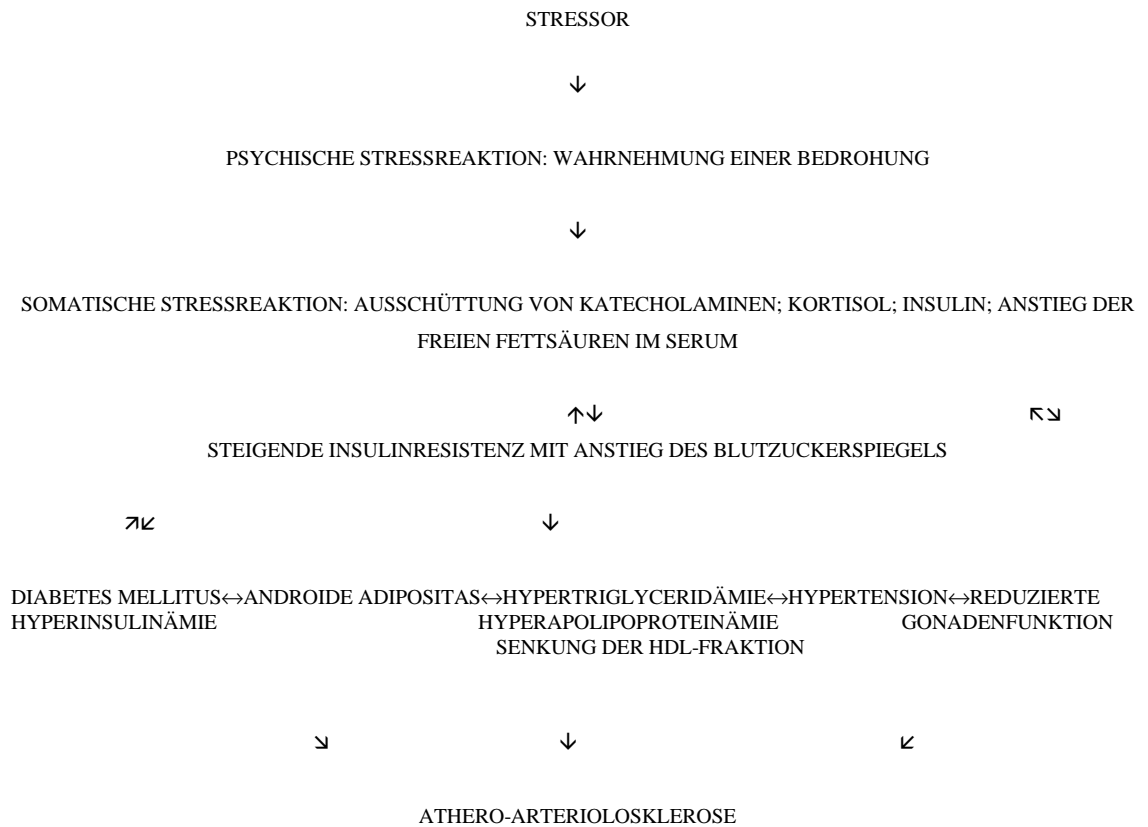 STRESSOR
↓
PSYCHISCHE STRESSREAKTION: WAHRNEHMUNG EINER BEDROHUNG
↓
SOMATISCHE STRESSREAKTION: AUSSCHÜTTUNG VON KATECHOLAMINEN; KORTISOL; INSULIN; ANSTIEG DER
FREIEN FETTSÄUREN IM SERUM
↑↓ ↖↘
STEIGENDE INSULINRESISTENZ MIT ANSTIEG DES BLUTZUCKERSPIEGELS
↗↙ ↓
DIABETES MELLITUS↔ANDROIDE ADIPOSITAS↔HYPERTRIGLYCERIDÄMIE↔HYPERTENSION↔REDUZIERTE
HYPERINSULINÄMIE HYPERAPOLIPOPROTEINÄMIE GONADENFUNKTION
SENKUNG DER HDL-FRAKTION
↘ ↓ ↙
ATHERO-ARTERIOLOSKLEROSE